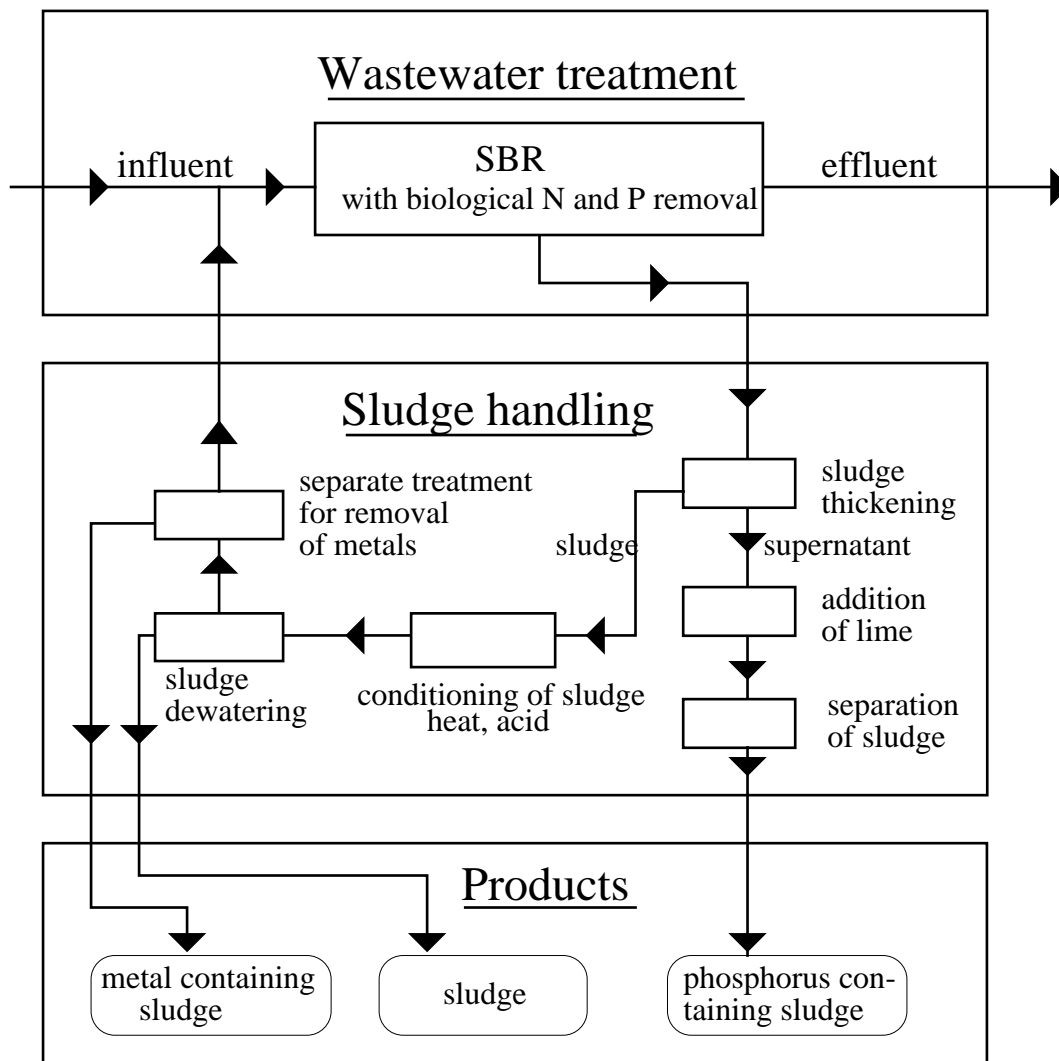 Wastewater treatment
influent
SBR
with biological N and P removal
effluent
Sludge handling
separate treatment
for removal
of metals
sludge
thickening
sludge
supernatant
addition
of lime
sludge
dewatering
conditioning of sludge
heat, acid
separation
of sludge
Products
metal containing
sludge
sludge
phosphorus con-
taining sludge